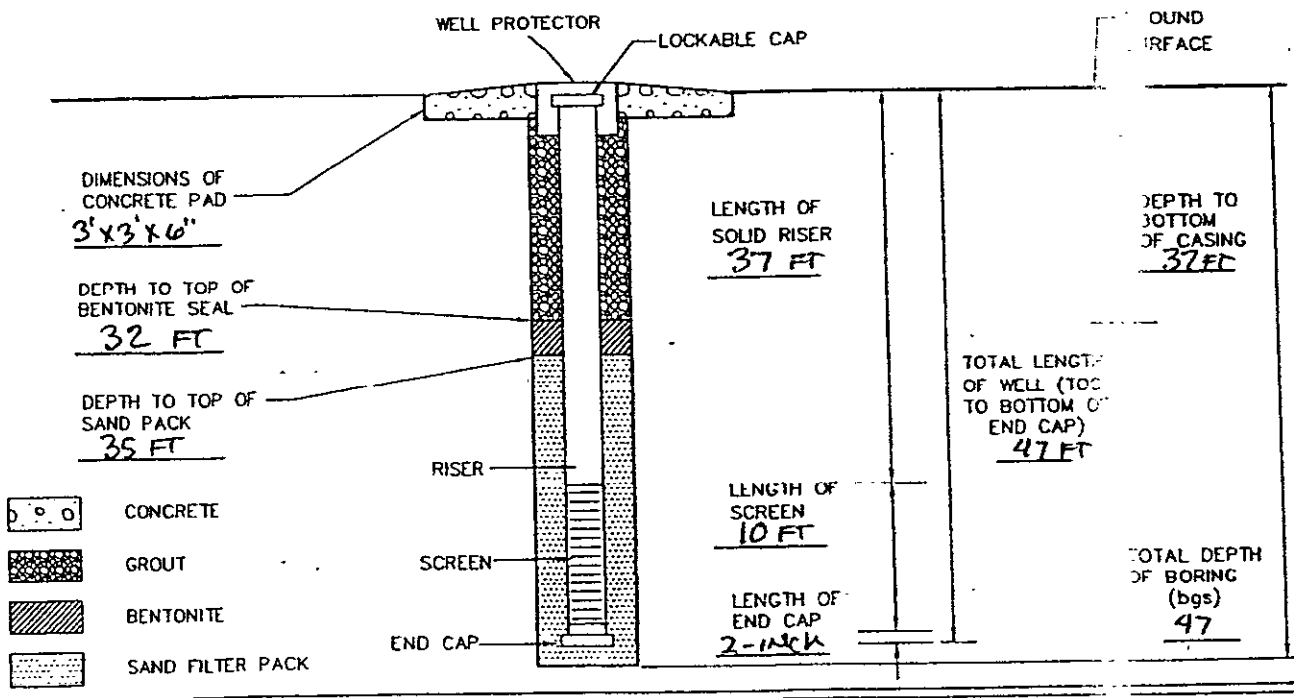 WELL PROTECTOR
LOCKABLE CAP
OUND
RFACE
DIMENSIONS OF
CONCRETE PAD
3'x3'x6"
DEPTH TO TOP OF
BENTONITE SEAL
32 FT
DEPTH TO TOP OF
SAND PACK
35 FT
CONCRETE
GROUT
BENTONITE
SAND FILTER PACK
RISER
SCREEN
END CAP
LENGTH OF
SOLID RISER
37 FT
LENGTH OF
SCREEN
10 FT
LENGTH OF
END CAP
2-INCH
TOTAL LENGT
OF WELL (TOC
TO BOTTOM O
END CAP)
47 FT
DEPTH TO
BOTTOM
OF CASING
37 FT
TOTAL DEPTH
OF BORING
(bgs)
47